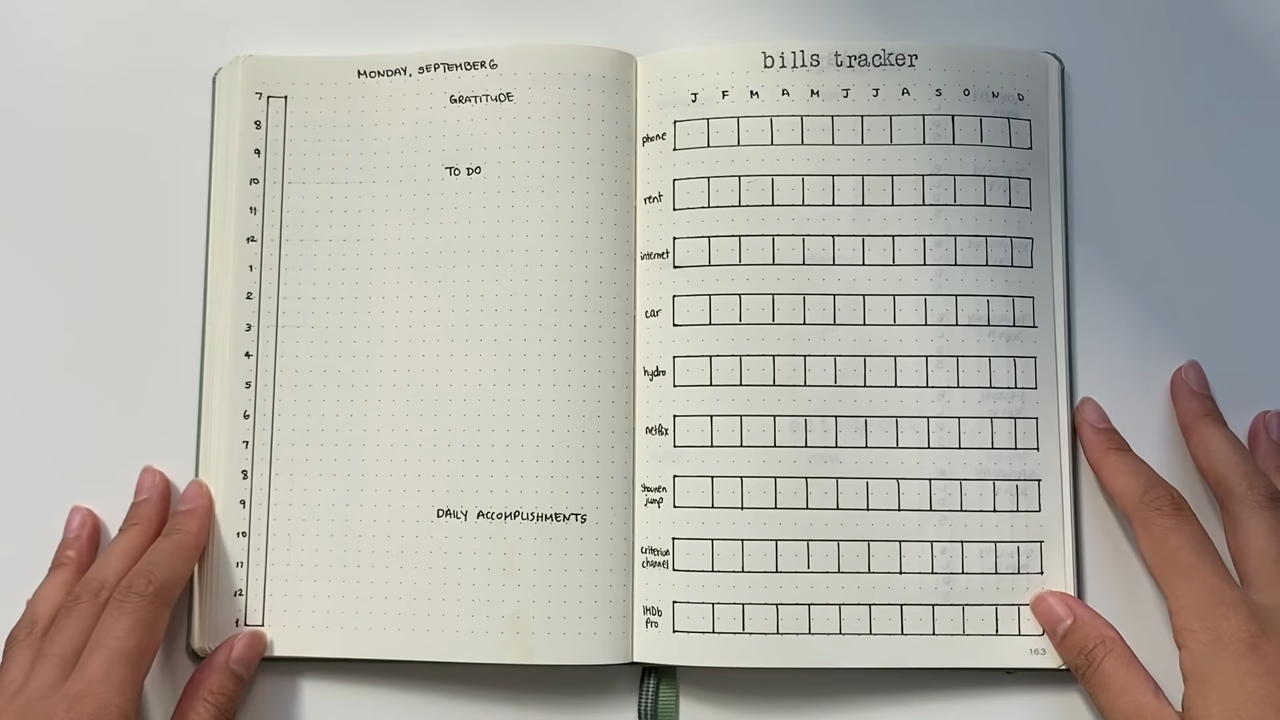 MONDAY, SEPTEMBER 6
GRATITUDE
TO DO
DAILY ACCOMPLISHMENTS
7
8
9
10
11
12
1
2
3
4
5
6
7
8
9
10
11
12
1
bills tracker
J F M A M J J A S O N D
phone
rent
internet
car
hydro
netflix
shounen
jump
criterion
channel
IMDb
pro
163